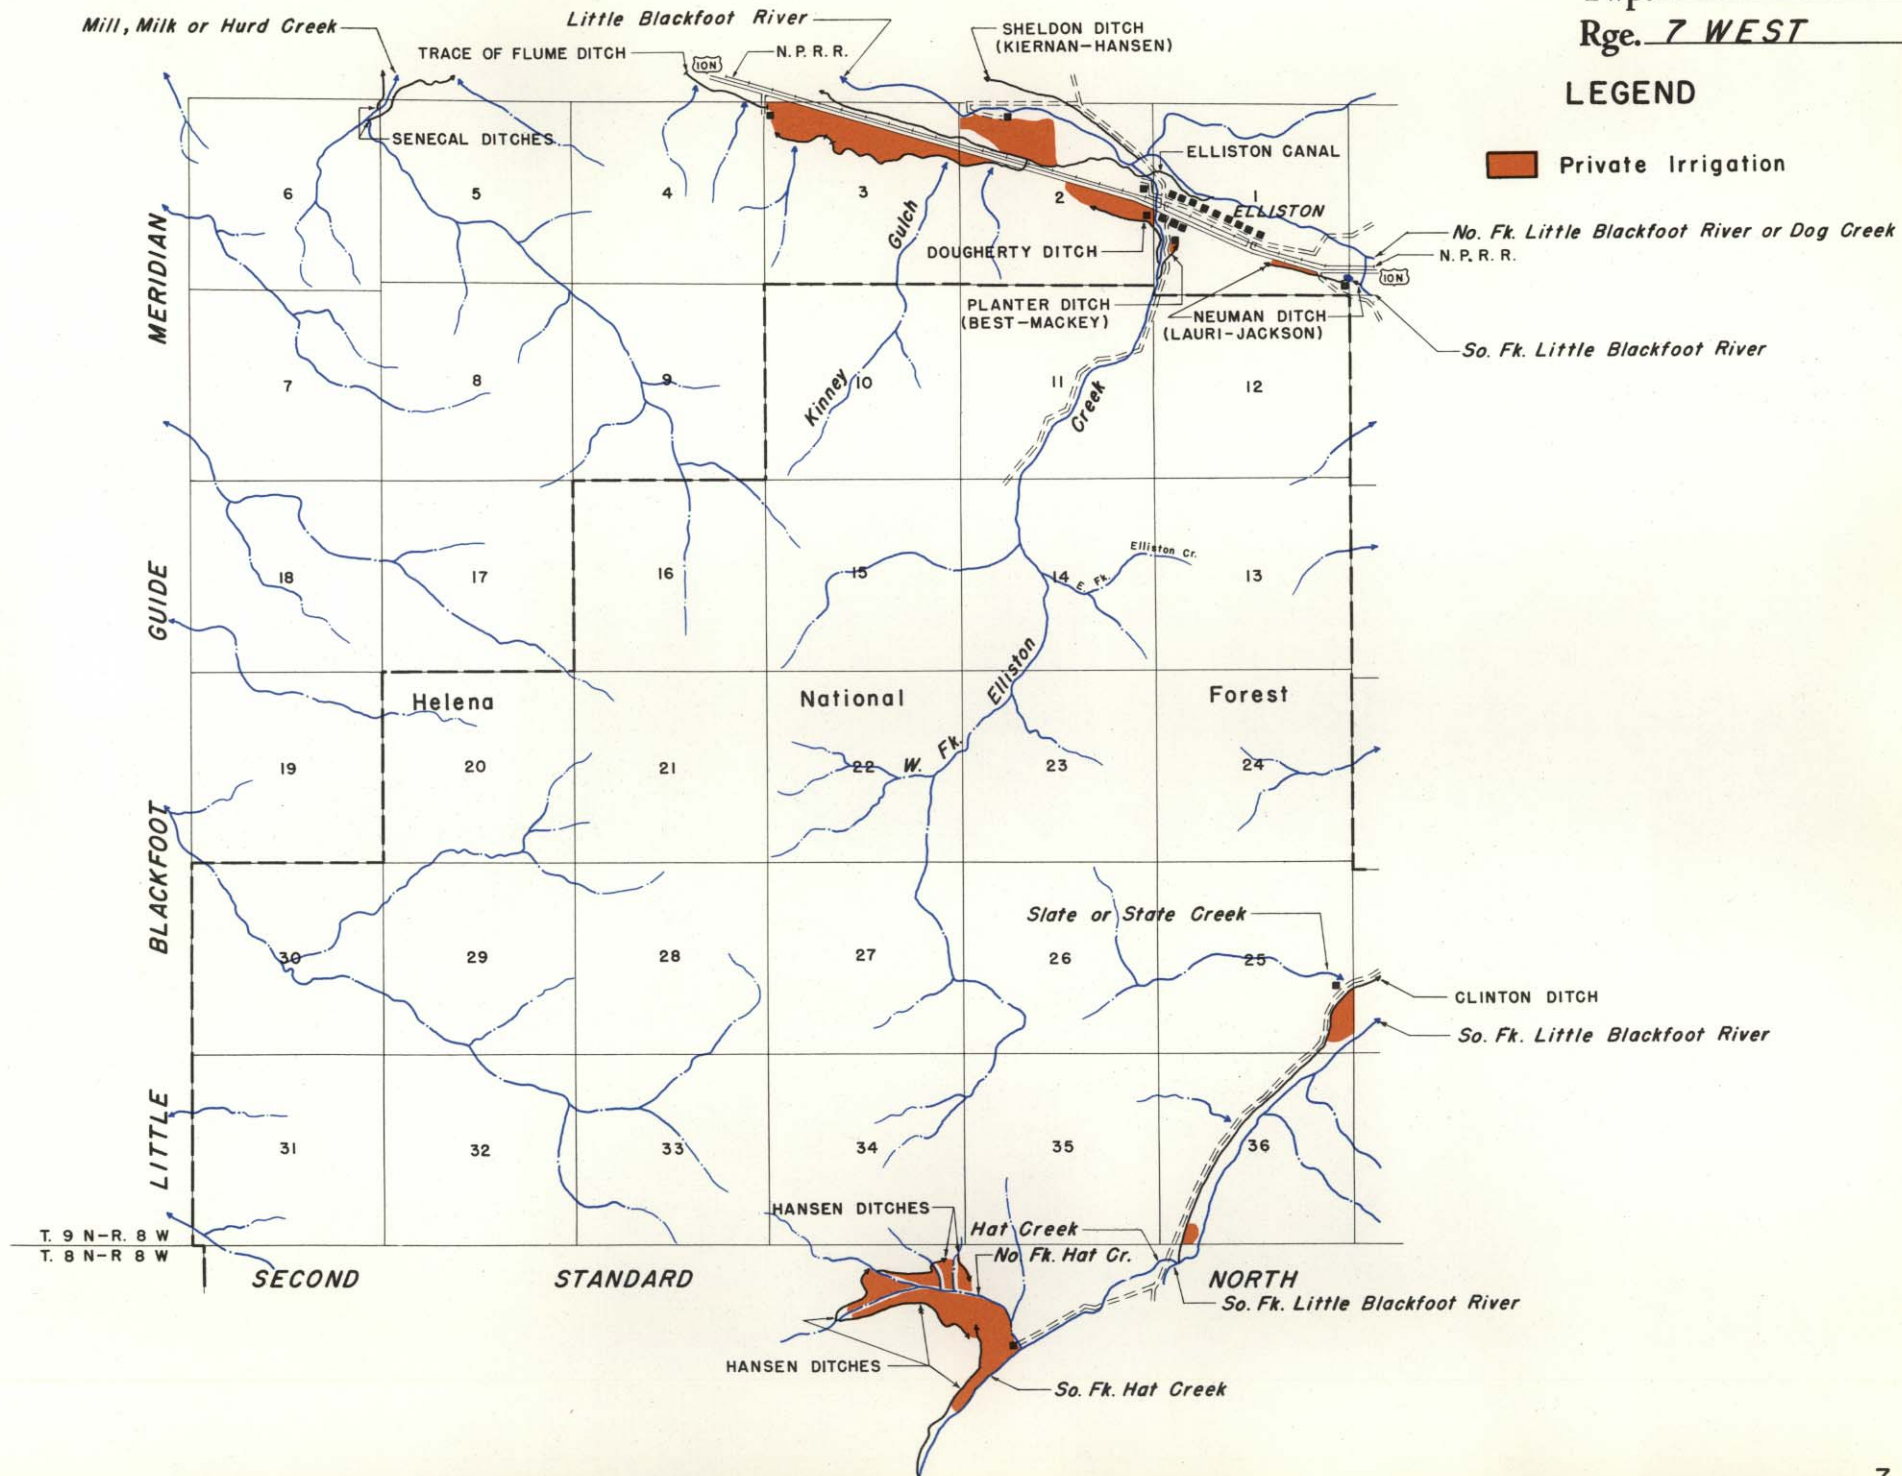 Rge. 7 WEST
LEGEND
Private Irrigation
Mill, Milk or Hurd Creek
Little Blackfoot River
TRACE OF FLUME DITCH
10N
N.P.R.R.
SHELDON DITCH
(KIERNAN-HANSEN)
SENECAL DITCHES
ELLISTON CANAL
6
5
4
3
2
1
ELLISTON
Gulch
DOUGHERTY DITCH
No. Fk. Little Blackfoot River or Dog Creek
N.P.R.R.
10N
PLANTER DITCH
(BEST-MACKEY)
NEUMAN DITCH
(LAURI-JACKSON)
So. Fk. Little Blackfoot River
MERIDIAN
7
8
9
Kinney
10
11
Creek
12
GUIDE
18
17
16
15
14
E. Fk.
Elliston Cr.
13
Helena
National
Elliston
Forest
19
20
21
22
W. Fk.
23
24
BLACKFOOT
Slate or State Creek
30
29
28
27
26
25
CLINTON DITCH
So. Fk. Little Blackfoot River
LITTLE
31
32
33
34
35
36
HANSEN DITCHES
Hat Creek
No. Fk. Hat Cr.
T. 9 N-R. 8 W
T. 8 N-R 8 W
SECOND
STANDARD
NORTH
So. Fk. Little Blackfoot River
HANSEN DITCHES
So. Fk. Hat Creek